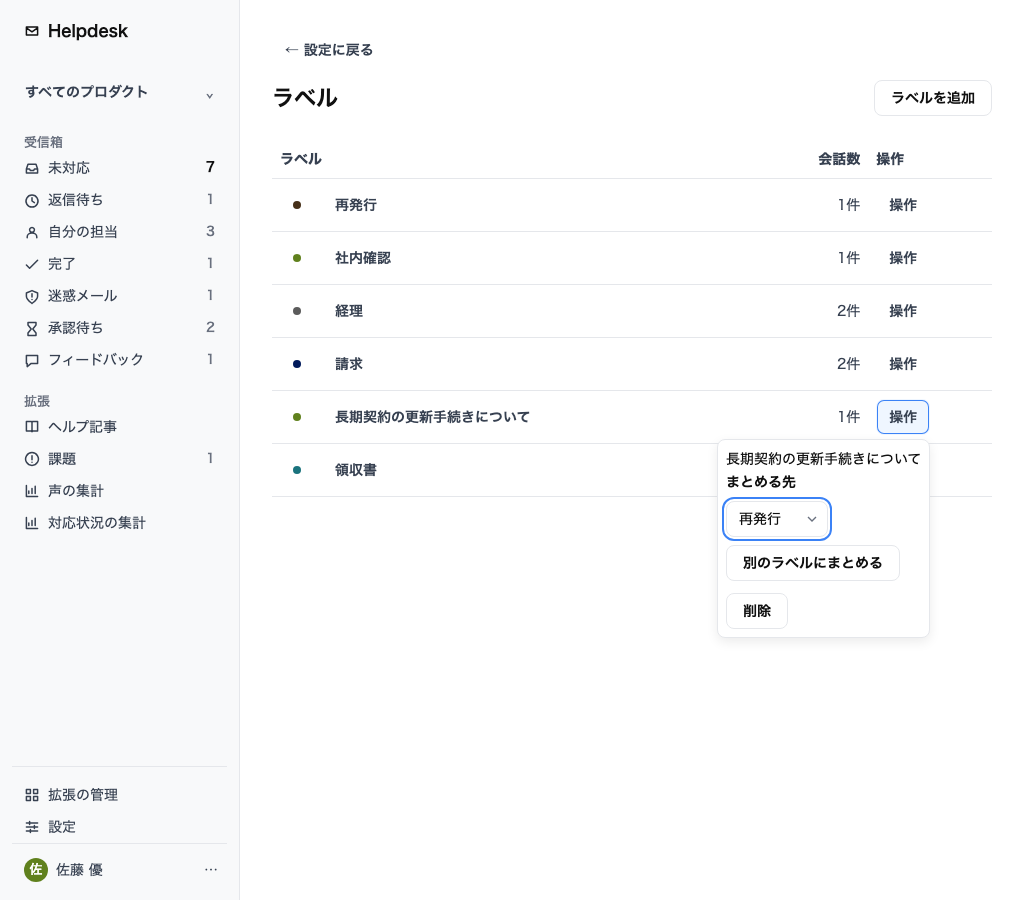 Helpdesk
すべてのプロダクト
受信箱
未対応 7
返信待ち 1
自分の担当 3
完了 1
迷惑メール 1
承認待ち 2
フィードバック 1
拡張
ヘルプ記事
課題 1
声の集計
対応状況の集計
拡張の管理
設定
佐 佐藤 優 …
← 設定に戻る
ラベル
ラベルを追加
ラベル 会話数 操作
再発行 1件 操作
社内確認 1件 操作
経理 2件 操作
請求 2件 操作
長期契約の更新手続きについて 1件 操作
領収書
長期契約の更新手続きについて
まとめる先
再発行
別のラベルにまとめる
削除